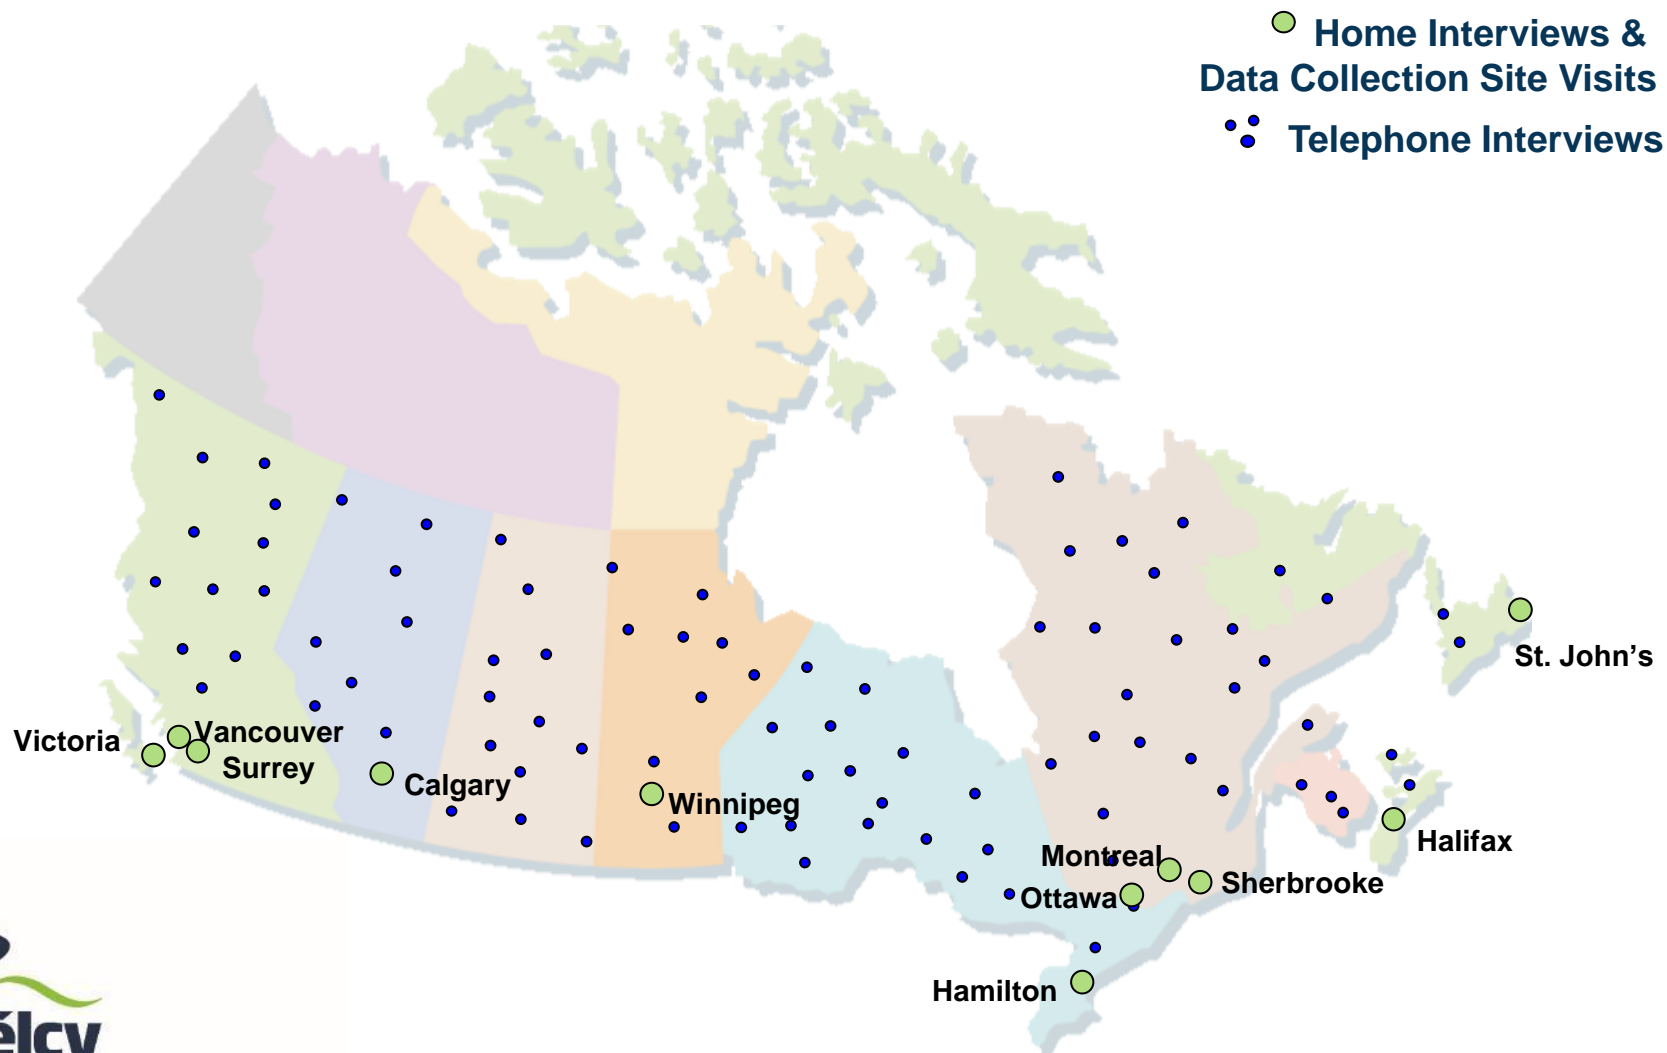 Home Interviews &
Data Collection Site Visits
Telephone Interviews
St. John’s
Victoria
Vancouver
Surrey
Calgary
Winnipeg
Halifax
Montreal
Sherbrooke
Ottawa
Hamilton
élcv